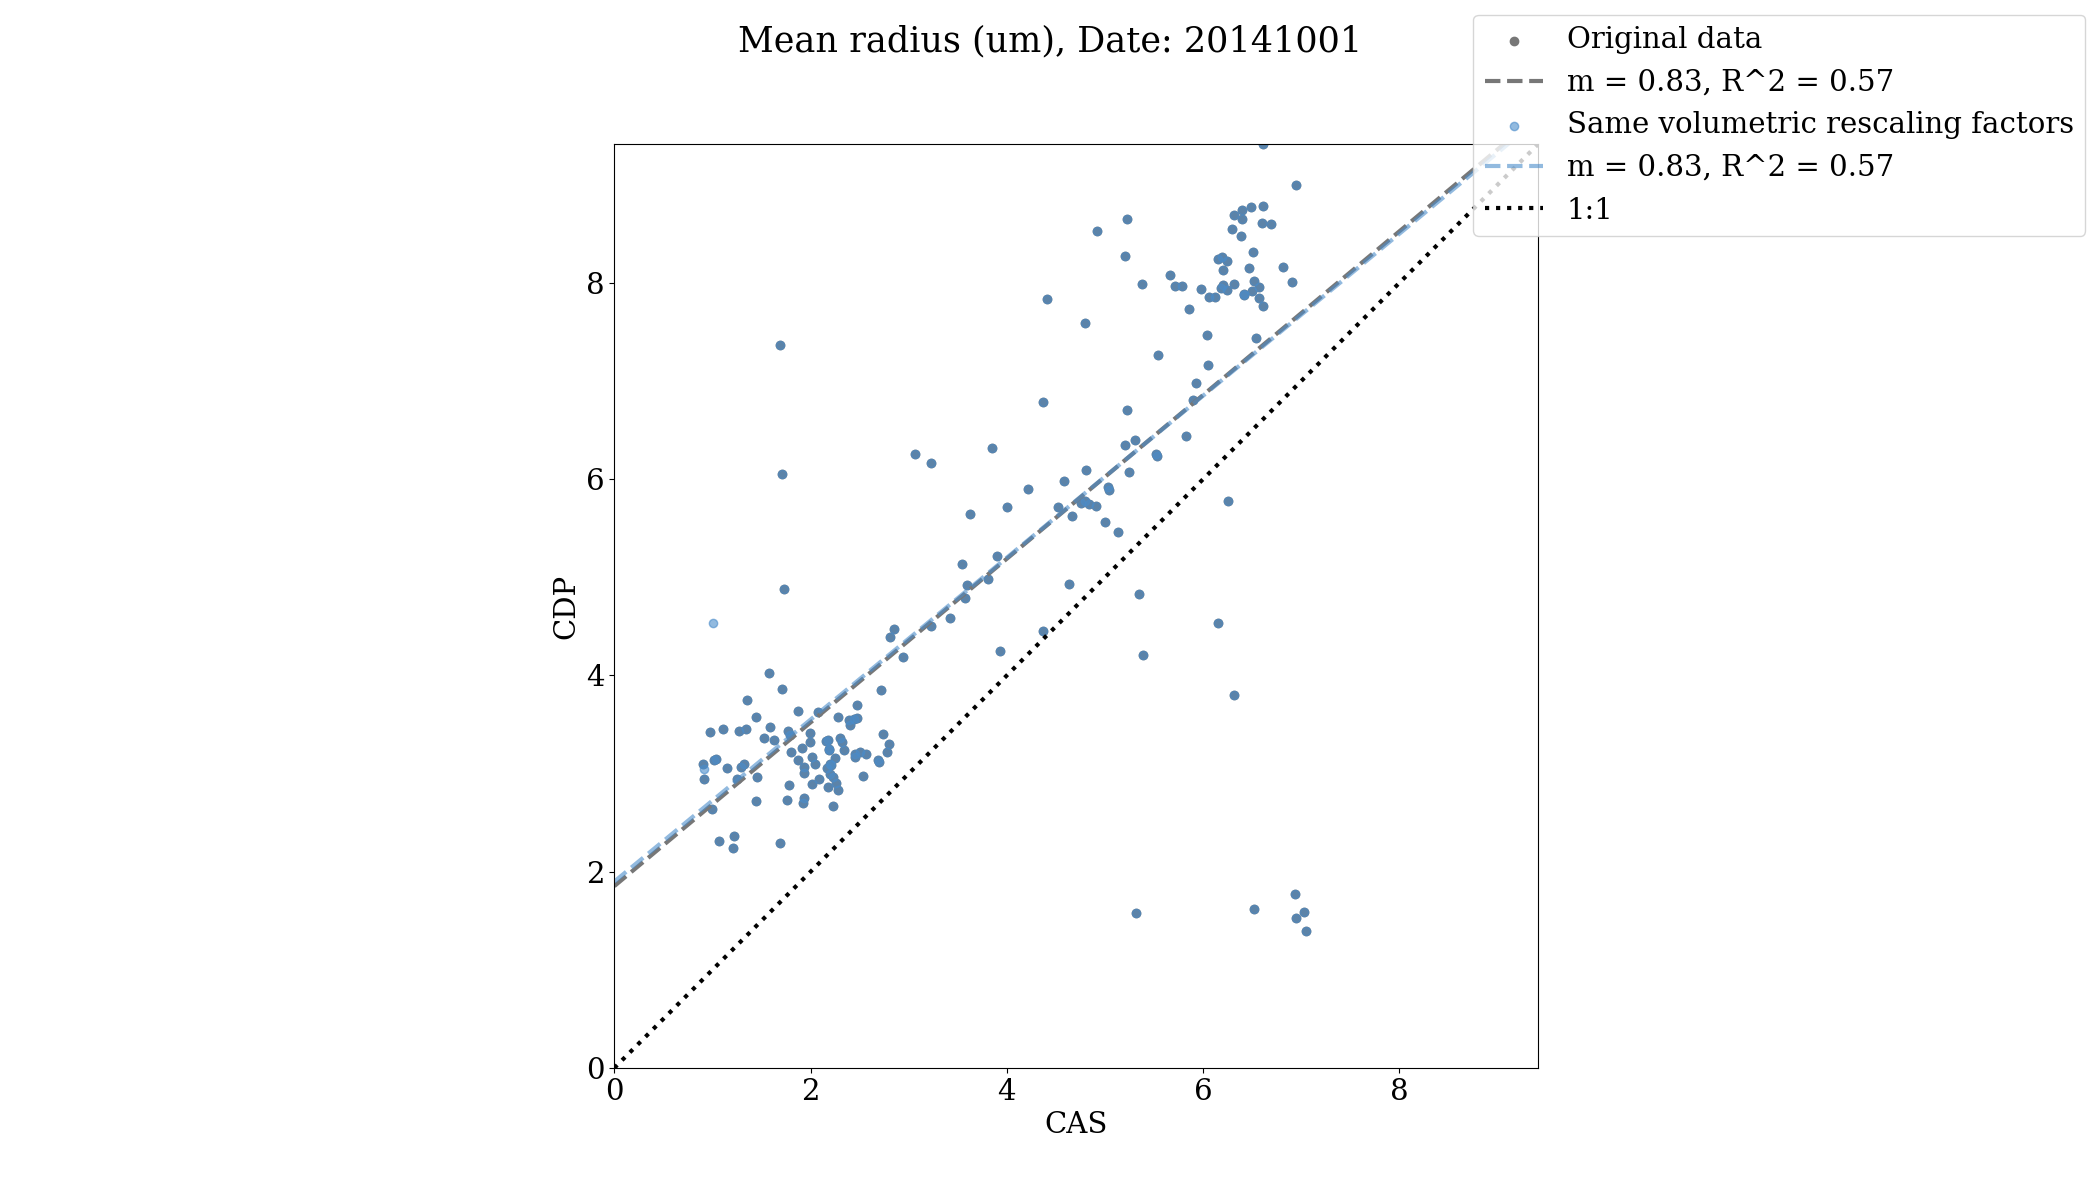 Mean radius (um), Date: 20141001
Original data
m = 0.83, R^2 = 0.57
Same volumetric rescaling factors
m = 0.83, R^2 = 0.57
1:1
8
6
4
2
0
CDP
0 2 4 6 8
CAS